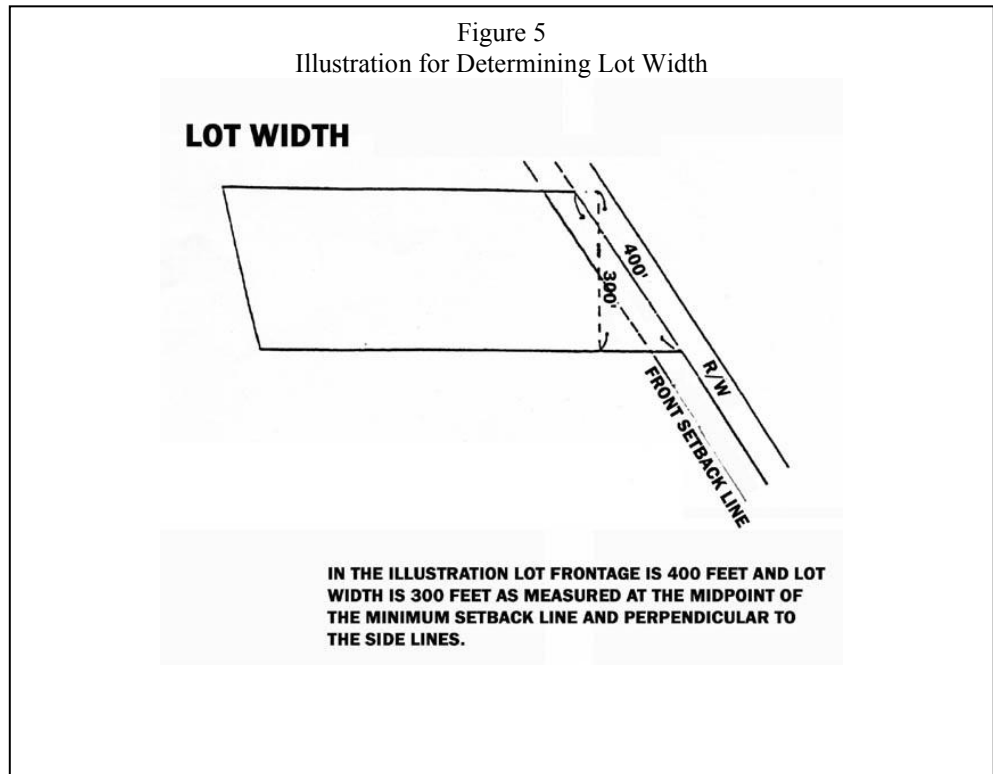 Figure 5
Illustration for Determining Lot Width
LOT WIDTH
400'
300'
R/W
FRONT SETBACK LINE
IN THE ILLUSTRATION LOT FRONTAGE IS 400 FEET AND LOT
WIDTH IS 300 FEET AS MEASURED AT THE MIDPOINT OF
THE MINIMUM SETBACK LINE AND PERPENDICULAR TO
THE SIDE LINES.